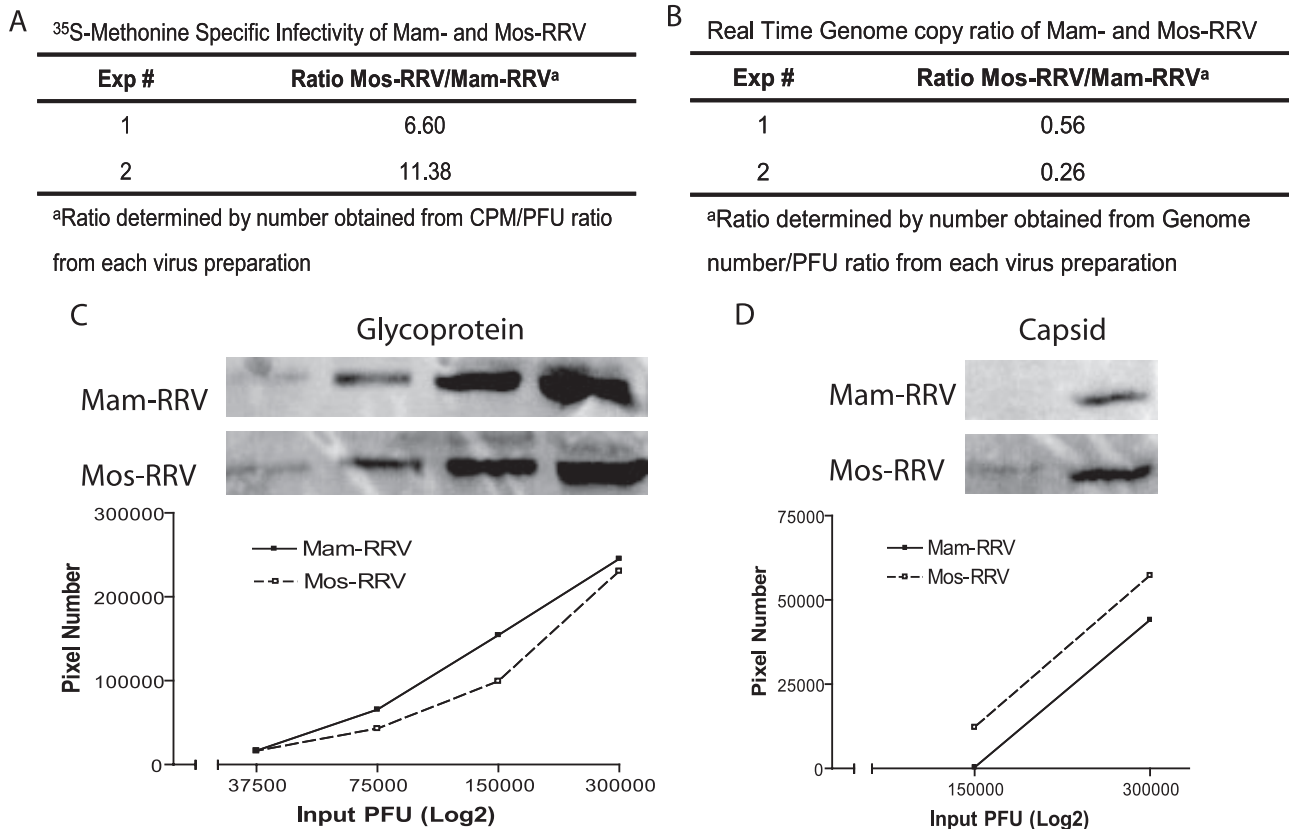 A
³⁵S-Methonine Specific Infectivity of Mam- and Mos-RRV
Exp # Ratio Mos-RRV/Mam-RRVᵃ
1 6.60
2 11.38
ᵃRatio determined by number obtained from CPM/PFU ratio
from each virus preparation
B
Real Time Genome copy ratio of Mam- and Mos-RRV
Exp # Ratio Mos-RRV/Mam-RRVᵃ
1 0.56
2 0.26
ᵃRatio determined by number obtained from Genome
number/PFU ratio from each virus preparation
C
Glycoprotein
Mam-RRV
Mos-RRV
300000
200000
100000
0
Pixel Number
Mam-RRV
Mos-RRV
37500 75000 150000 300000
Input PFU (Log2)
D
Capsid
Mam-RRV
Mos-RRV
75000
50000
25000
0
Pixel Number
Mam-RRV
Mos-RRV
150000 300000
Input PFU (Log2)